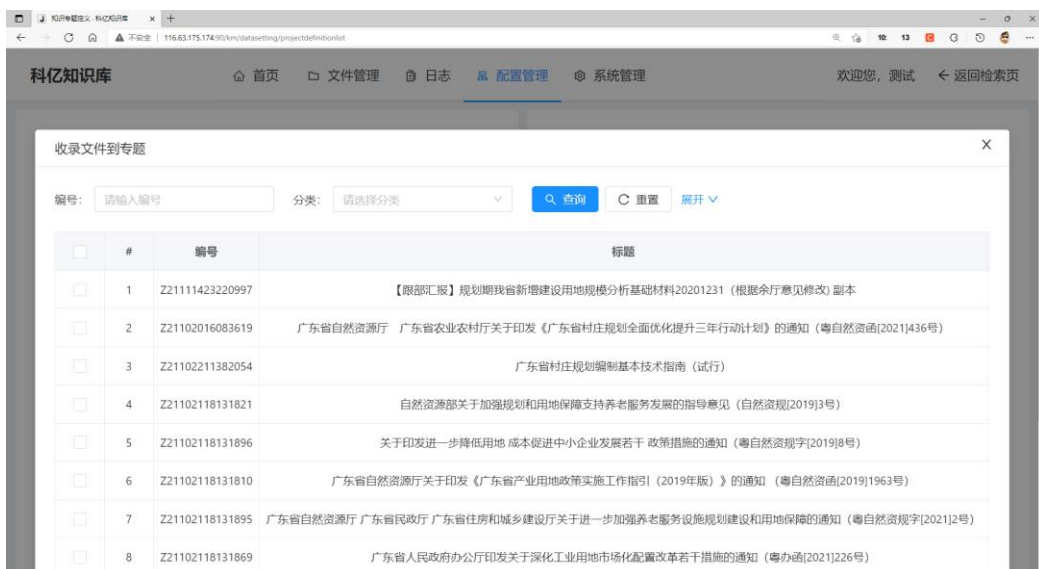 知识专题定义 - 科亿知识库
不安全 116.63.175.174:90/km/datasetting/projectdefinitionlist
科亿知识库 首页 文件管理 日志 配置管理 系统管理 欢迎您,测试 返回检索页
收录文件到专题
编号: 请输入编号 分类: 请选择分类 查询 重置 展开
# 编号 标题
1 Z21111423220997 【跟部汇报】规划期我省新增建设用地规模分析基础材料20201231(根据余厅意见修改) 副本
2 Z21102016083619 广东省自然资源厅 广东省农业农村厅关于印发《广东省村庄规划全面优化提升三年行动计划》的通知(粤自然资函[2021]436号)
3 Z21102211382054 广东省村庄规划编制基本技术指南(试行)
4 Z21102118131821 自然资源部关于加强规划和用地保障支持养老服务发展的指导意见(自然资规[2019]3号)
5 Z21102118131896 关于印发进一步降低用地 成本促进中小企业发展若干 政策措施的通知(粤自然资规字[2019]8号)
6 Z21102118131810 广东省自然资源厅关于印发《广东省产业用地政策实施工作指引(2019年版)》的通知 (粤自然资函[2019]1963号)
7 Z21102118131895 广东省自然资源厅 广东省民政厅 广东省住房和城乡建设厅关于进一步加强养老服务设施规划建设和用地保障的通知(粤自然资规字[2021]2号)
8 Z21102118131869 广东省人民政府办公厅印发关于深化工业用地市场化配置改革若干措施的通知(粤办函[2021]226号)